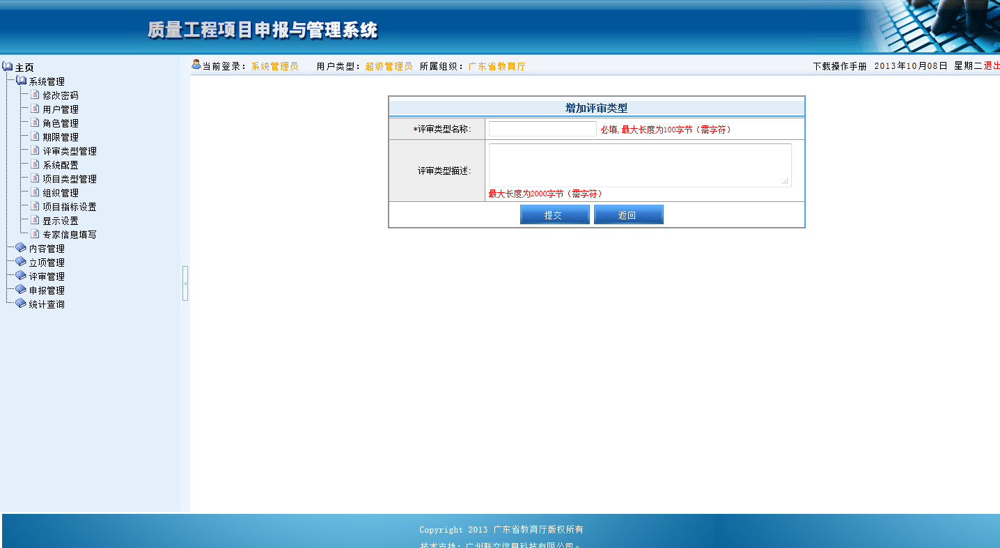 质量工程项目申报与管理系统
当前登录：系统管理员 用户类型：超级管理员 所属组织：广东省教育厅 下载操作手册 2013年10月08日 星期二退出
主页
系统管理
修改密码
用户管理
角色管理
期限管理
评审类型管理
系统配置
项目类型管理
组织管理
项目指标设置
显示设置
专家信息填写
内容管理
立项管理
评审管理
申报管理
统计查询
增加评审类型
*评审类型名称: 必填,最大长度为100字节（需字符）
评审类型描述:
最大长度为2000字节（需字符）
提交 返回
Copyright 2013 广东省教育厅版权所有
技术支持：广州联奕信息科技有限公司。